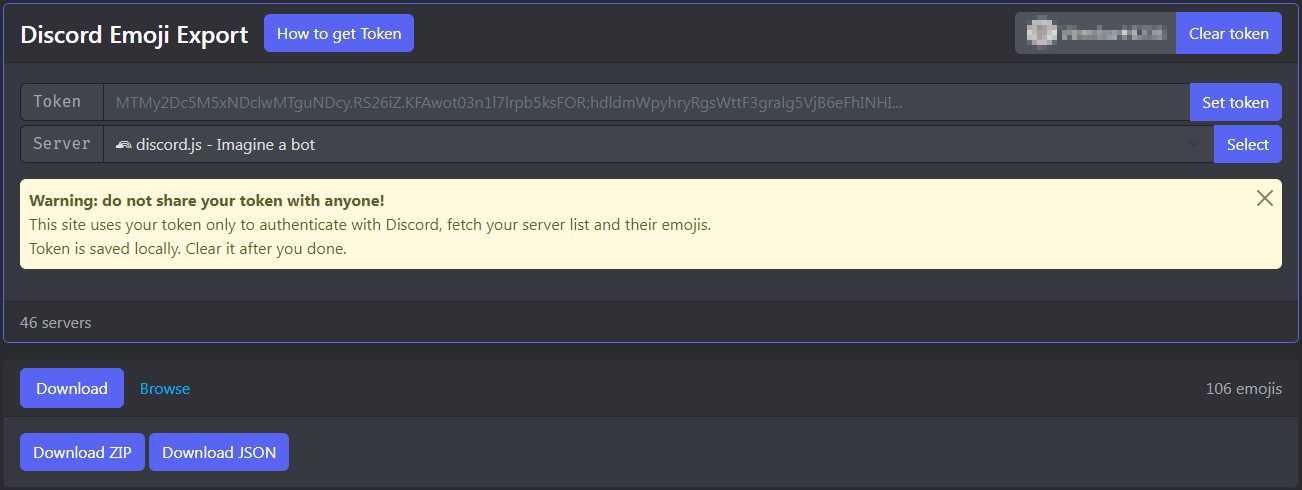 Discord Emoji Export
How to get Token
Clear token
Token
MTMy2Dc5M5xNDclwMTguNDcy.RS26iZ.KFAwot03n1l7lrpb5ksFOR;hdldmWpyhryRgsWttF3gralg5VjB6eFhINHI...
Set token
Server
discord.js - Imagine a bot
Select
Warning: do not share your token with anyone!
This site uses your token only to authenticate with Discord, fetch your server list and their emojis.
Token is saved locally. Clear it after you done.
46 servers
Download
Browse
106 emojis
Download ZIP
Download JSON